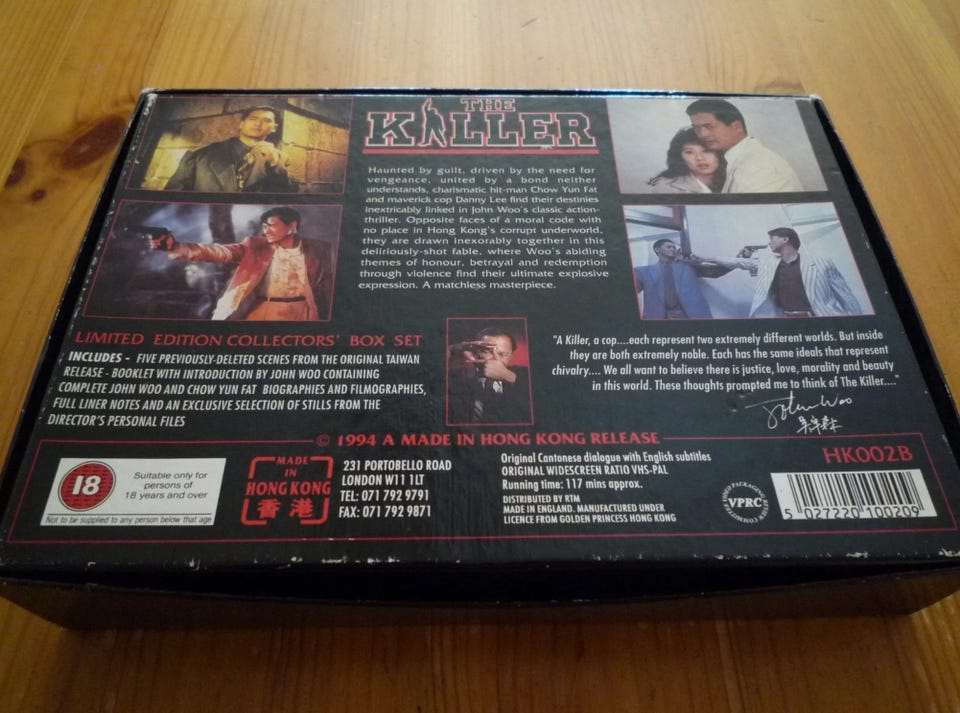 THE
KILLER
Haunted by guilt, driven by the need for
vengeance, united by a bond neither
understands, charismatic hit-man Chow Yun Fat
and maverick cop Danny Lee find their destinies
inextricably linked in John Woo's classic action-
thriller. Opposite faces of a moral code with
no place in Hong Kong's corrupt underworld,
they are drawn inexorably together in this
deliriously-shot fable, where Woo's abiding
themes of honour, betrayal and redemption
through violence find their ultimate explosive
expression. A matchless masterpiece.
LIMITED EDITION COLLECTORS' BOX SET
INCLUDES - FIVE PREVIOUSLY-DELETED SCENES FROM THE ORIGINAL TAIWAN
RELEASE - BOOKLET WITH INTRODUCTION BY JOHN WOO CONTAINING
COMPLETE JOHN WOO AND CHOW YUN FAT BIOGRAPHIES AND FILMOGRAPHIES,
FULL LINER NOTES AND AN EXCLUSIVE SELECTION OF STILLS FROM THE
DIRECTOR'S PERSONAL FILES
"A Killer, a cop....each represent two extremely different worlds. But inside
they are both extremely noble. Each has the same ideals that represent
chivalry.... We all want to believe there is justice, love, morality and beauty
in this world. These thoughts prompted me to think of The Killer...."
John Woo
© 1994 A MADE IN HONG KONG RELEASE
18
Suitable only for
persons of
18 years and over
Not to be supplied to any person below that age
MADE
IN
HONG KONG
香港
231 PORTOBELLO ROAD
LONDON W11 1LT
TEL: 071 792 9791
FAX: 071 792 9871
Original Cantonese dialogue with English subtitles
ORIGINAL WIDESCREEN RATIO VHS-PAL
Running time: 117 mins approx.
DISTRIBUTED BY RTM
MADE IN ENGLAND. MANUFACTURED UNDER
LICENCE FROM GOLDEN PRINCESS HONG KONG
VIDEO PACKAGING REVIEW COMMITTEE
VPRC
HK002B
5 027220 100209